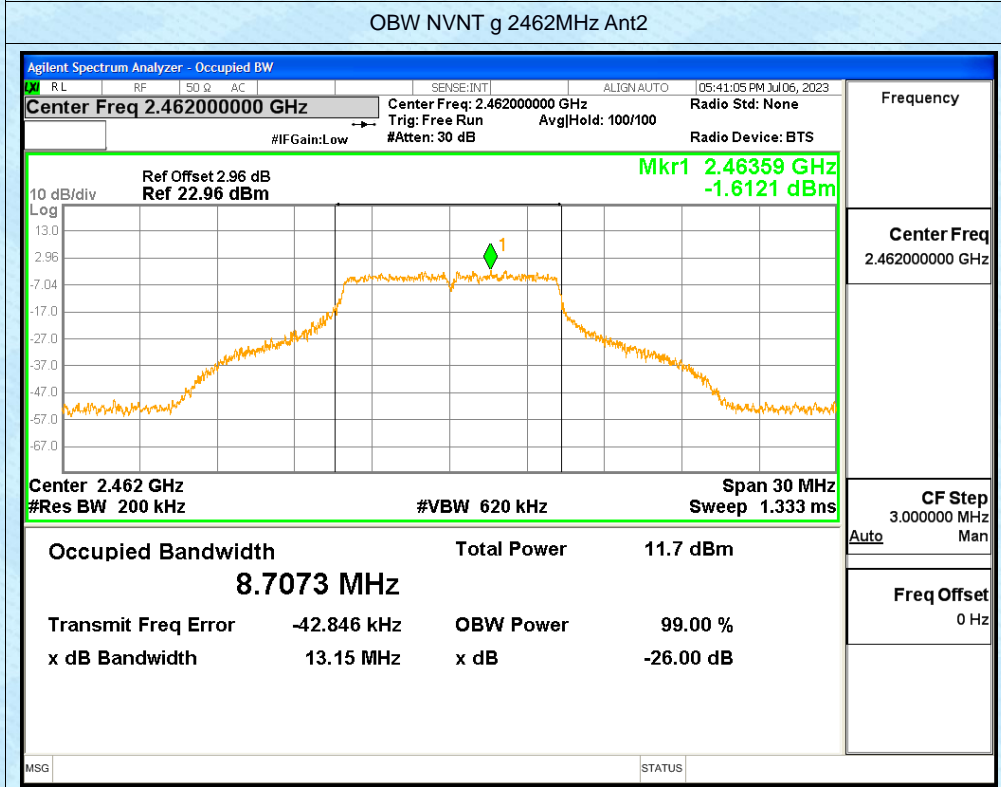 OBW NVNT g 2462MHz Ant2
Agilent Spectrum Analyzer - Occupied BW
LXI RL RF 50 Ω AC SENSE:INT ALIGN AUTO 05:41:05 PM Jul 06, 2023
Center Freq 2.462000000 GHz
Center Freq: 2.462000000 GHz
Radio Std: None
Trig: Free Run Avg|Hold: 100/100
#IFGain:Low
#Atten: 30 dB
Radio Device: BTS
Mkr1 2.46359 GHz
-1.6121 dBm
Ref Offset 2.96 dB
10 dB/div Ref 22.96 dBm
Log
13.0
2.96
-7.04
-17.0
-27.0
-37.0
-47.0
-57.0
-67.0
1
Center 2.462 GHz Span 30 MHz
#Res BW 200 kHz #VBW 620 kHz Sweep 1.333 ms
Occupied Bandwidth Total Power 11.7 dBm
8.7073 MHz
Transmit Freq Error -42.846 kHz OBW Power 99.00 %
x dB Bandwidth 13.15 MHz x dB -26.00 dB
MSG STATUS
Frequency
Center Freq
2.462000000 GHz
CF Step
3.000000 MHz
Auto Man
Freq Offset
0 Hz